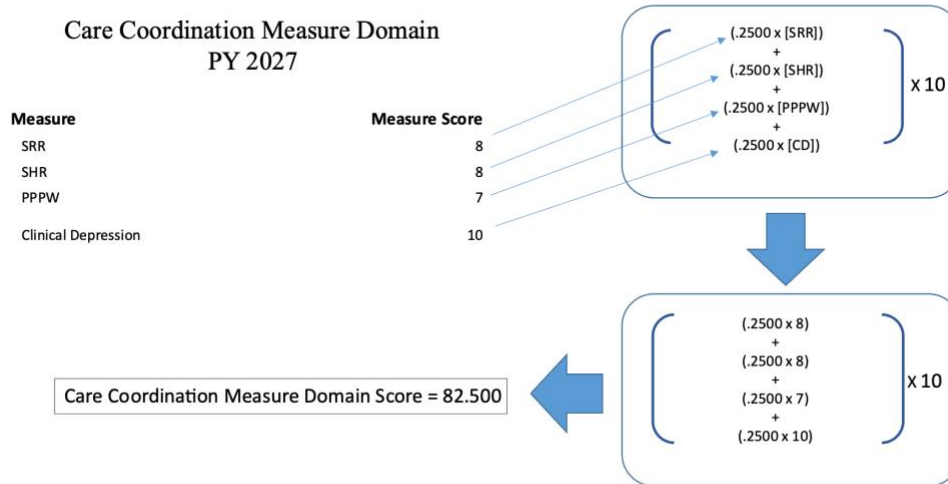 Care Coordination Measure Domain
PY 2027
Measure Measure Score
SRR 8
SHR 8
PPPW 7
Clinical Depression 10
(.2500 x [SRR])
+
(.2500 x [SHR])
+
(.2500 x [PPPW])
+
(.2500 x [CD])
x 10
(.2500 x 8)
+
(.2500 x 8)
+
(.2500 x 7)
+
(.2500 x 10)
x 10
Care Coordination Measure Domain Score = 82.500